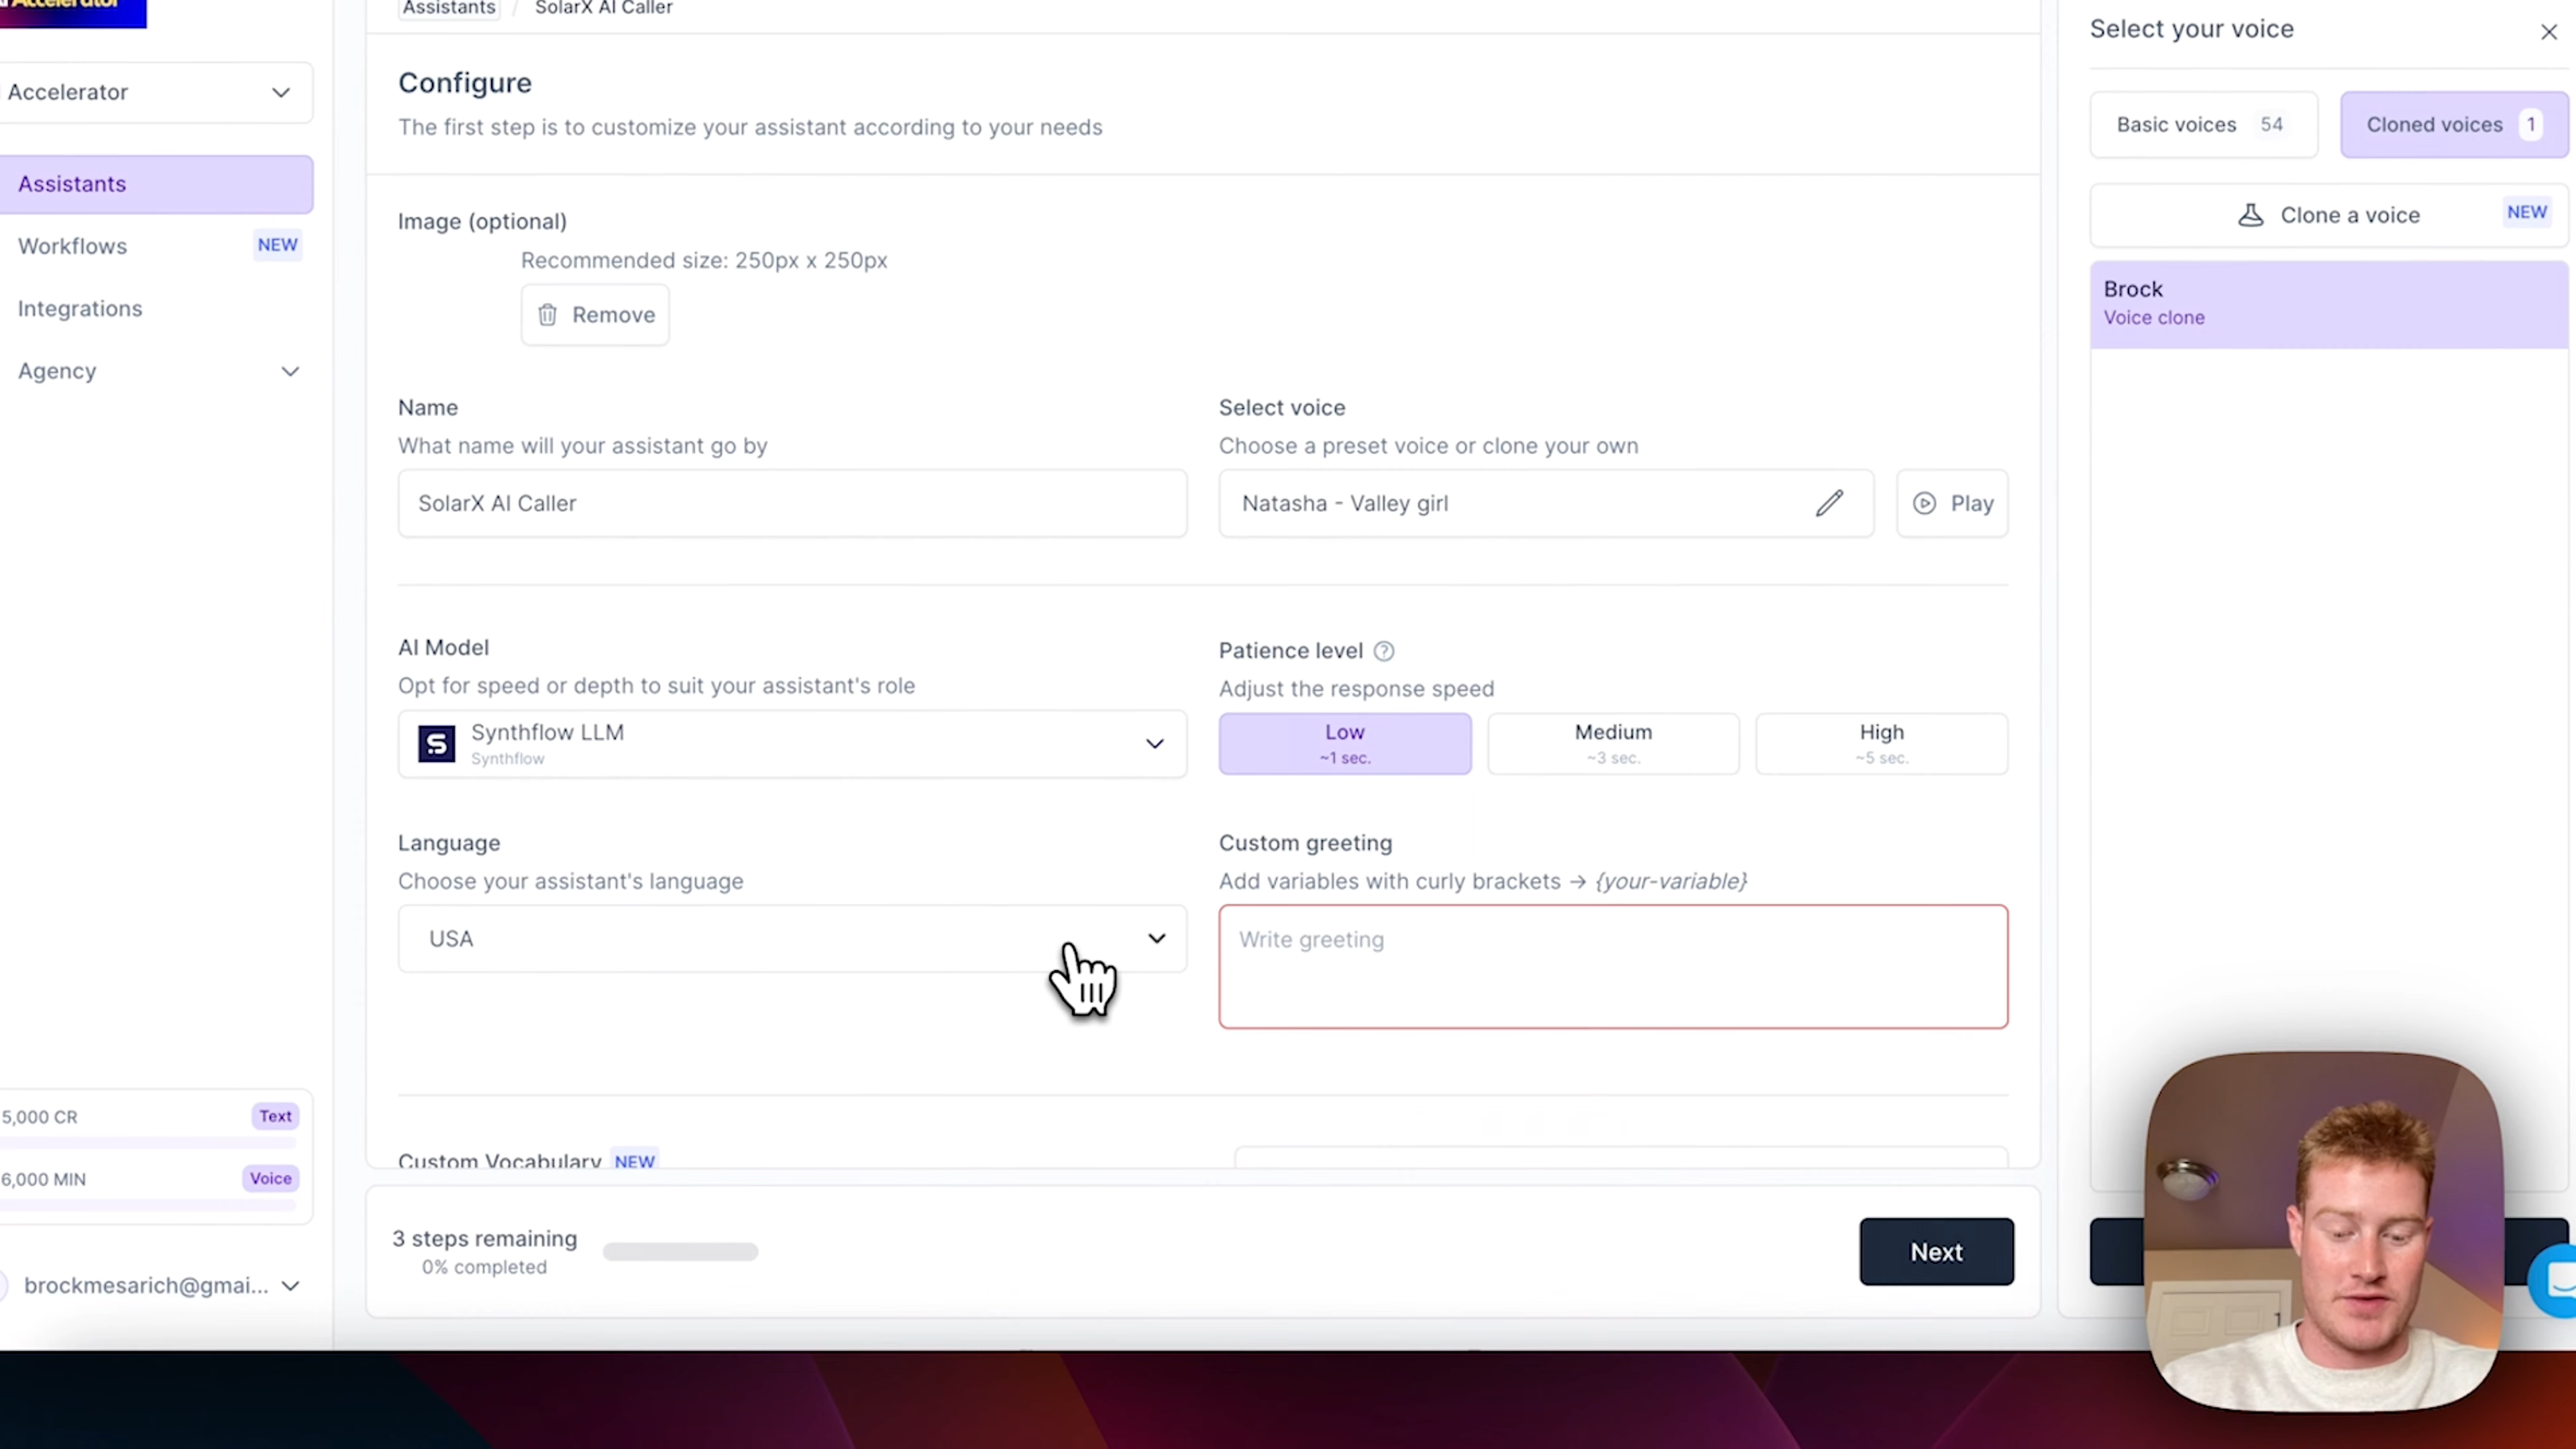 Accelerator
Accelerator
Assistants
Workflows NEW
Integrations
Agency
5,000 CR Text
6,000 MIN Voice
brockmesarich@gmai...
Assistants / SolarX AI Caller
Configure
The first step is to customize your assistant according to your needs
Image (optional)
Recommended size: 250px x 250px
Remove
Name
What name will your assistant go by
SolarX AI Caller
Select voice
Choose a preset voice or clone your own
Natasha - Valley girl
Play
AI Model
Opt for speed or depth to suit your assistant's role
Synthflow LLM
Synthflow
Patience level ?
Adjust the response speed
Low
~1 sec.
Medium
~3 sec.
High
~5 sec.
Language
Choose your assistant's language
USA
Custom greeting
Add variables with curly brackets → {your-variable}
Write greeting
Custom Vocabulary NEW
3 steps remaining
0% completed
Next
Select your voice
Basic voices 54
Cloned voices 1
Clone a voice NEW
Brock
Voice clone